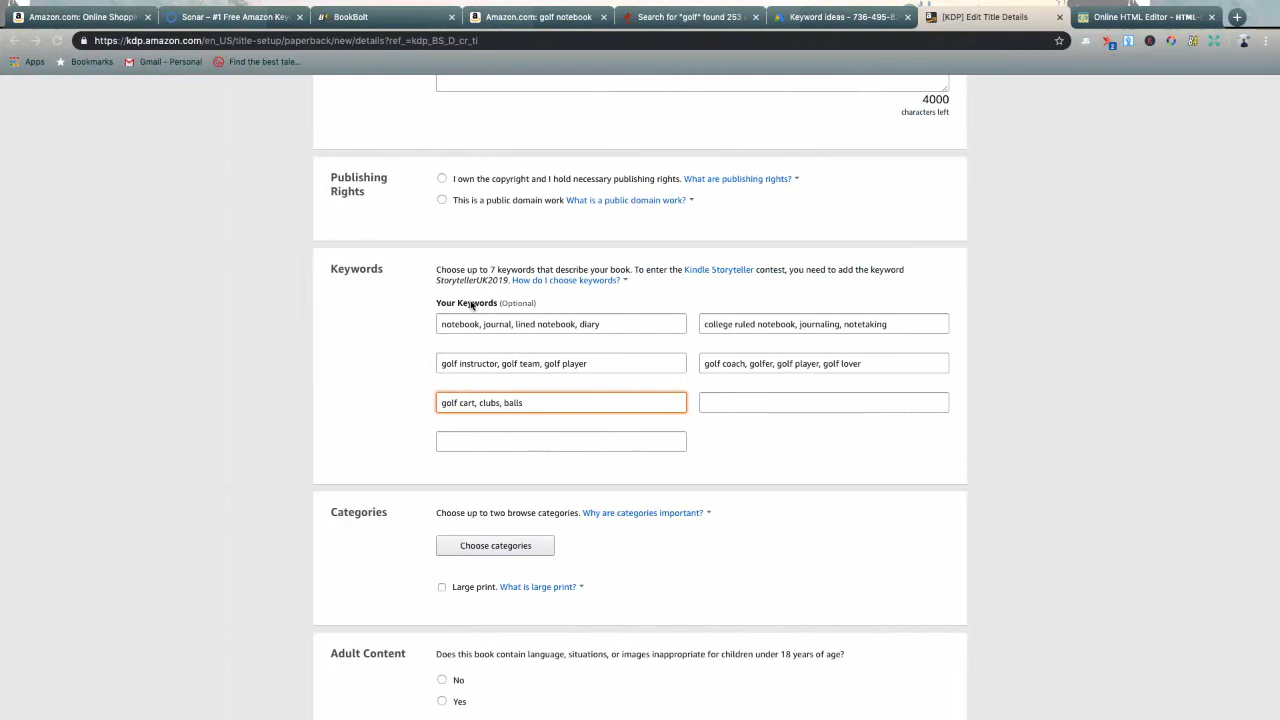 Amazon.com: Online Shoppin
Sonar – #1 Free Amazon Key
BookBolt
Amazon.com: golf notebook
Search for "golf" found 253
Keyword ideas - 736-495-8
[KDP] Edit Title Details
Online HTML Editor - HTML-
https://kdp.amazon.com/en_US/title-setup/paperback/new/details?ref_=kdp_BS_D_cr_ti
Apps
Bookmarks
Gmail - Personal
Find the best tale...
4000
characters left
Publishing
Rights
I own the copyright and I hold necessary publishing rights. What are publishing rights?
This is a public domain work What is a public domain work?
Keywords
Choose up to 7 keywords that describe your book. To enter the Kindle Storyteller contest, you need to add the keyword
StorytellerUK2019. How do I choose keywords?
Your Keywords (Optional)
notebook, journal, lined notebook, diary
college ruled notebook, journaling, notetaking
golf instructor, golf team, golf player
golf coach, golfer, golf player, golf lover
golf cart, clubs, balls
Categories
Choose up to two browse categories. Why are categories important?
Choose categories
Large print. What is large print?
Adult Content
Does this book contain language, situations, or images inappropriate for children under 18 years of age?
No
Yes